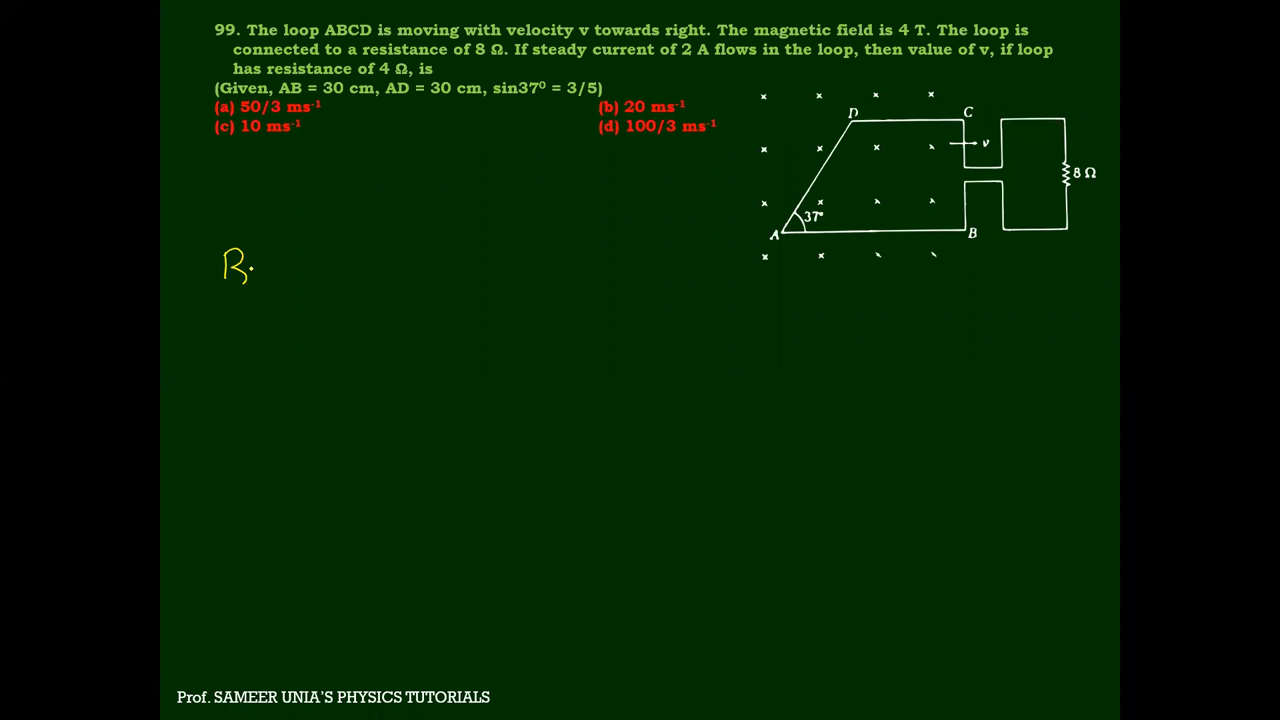 99. The loop ABCD is moving with velocity v towards right. The magnetic field is 4 T. The loop is
connected to a resistance of 8 Ω. If steady current of 2 A flows in the loop, then value of v, if loop
has resistance of 4 Ω, is
(Given, AB = 30 cm, AD = 30 cm, sin37⁰ = 3/5)
(a) 50/3 ms⁻¹ (b) 20 ms⁻¹
(c) 10 ms⁻¹ (d) 100/3 ms⁻¹
D C
v
8 Ω
37°
A B
R
Prof. SAMEER UNIA'S PHYSICS TUTORIALS